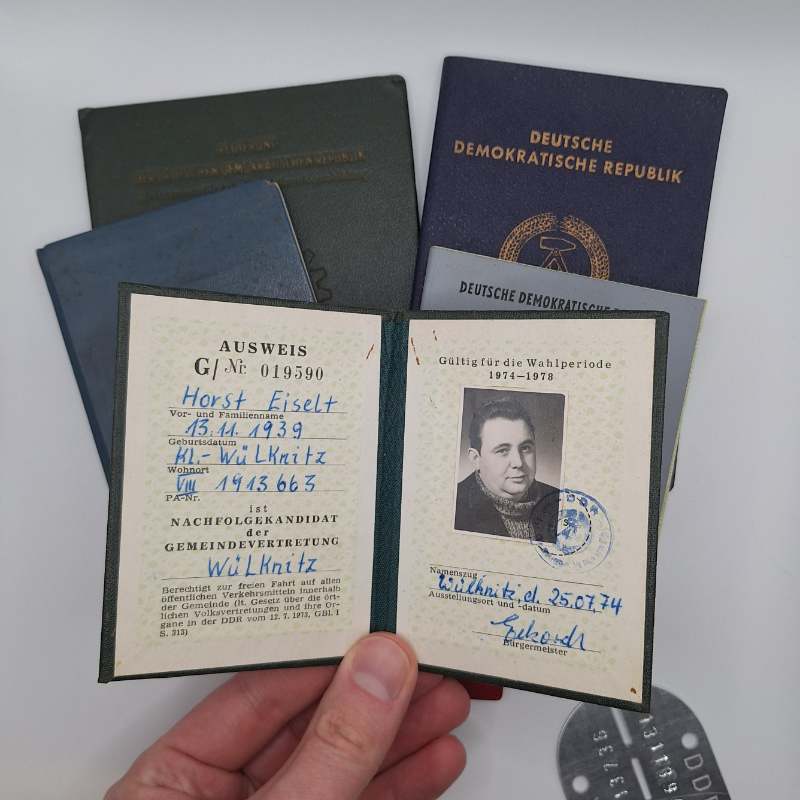 DEUTSCHE
DEMOKRATISCHE REPUBLIK
DEUTSCHE DEMOKRATISCHE
AUSWEIS
G/ Nr. 019590
Horst Eiselt
Vor- und Familienname
13.11.1939
Geburtsdatum
Kl.-Wülknitz
Wohnort
VIII 1913663
PA-Nr.
ist
NACHFOLGEKANDIDAT
der
GEMEINDEVERTRETUNG
Wülknitz
Berechtigt zur freien Fahrt auf allen
öffentlichen Verkehrsmitteln innerhalb
der Gemeinde (lt. Gesetz über die ört-
lichen Volksvertretungen und ihre Or-
gane in der DDR vom 12. 7. 1973, GBl. I
S. 313)
Gültig für die Wahlperiode
1974–1978
DDR
Namenszug
Wülknitz, d. 25.07.74
Ausstellungsort und -datum
Bürgermeister
DD